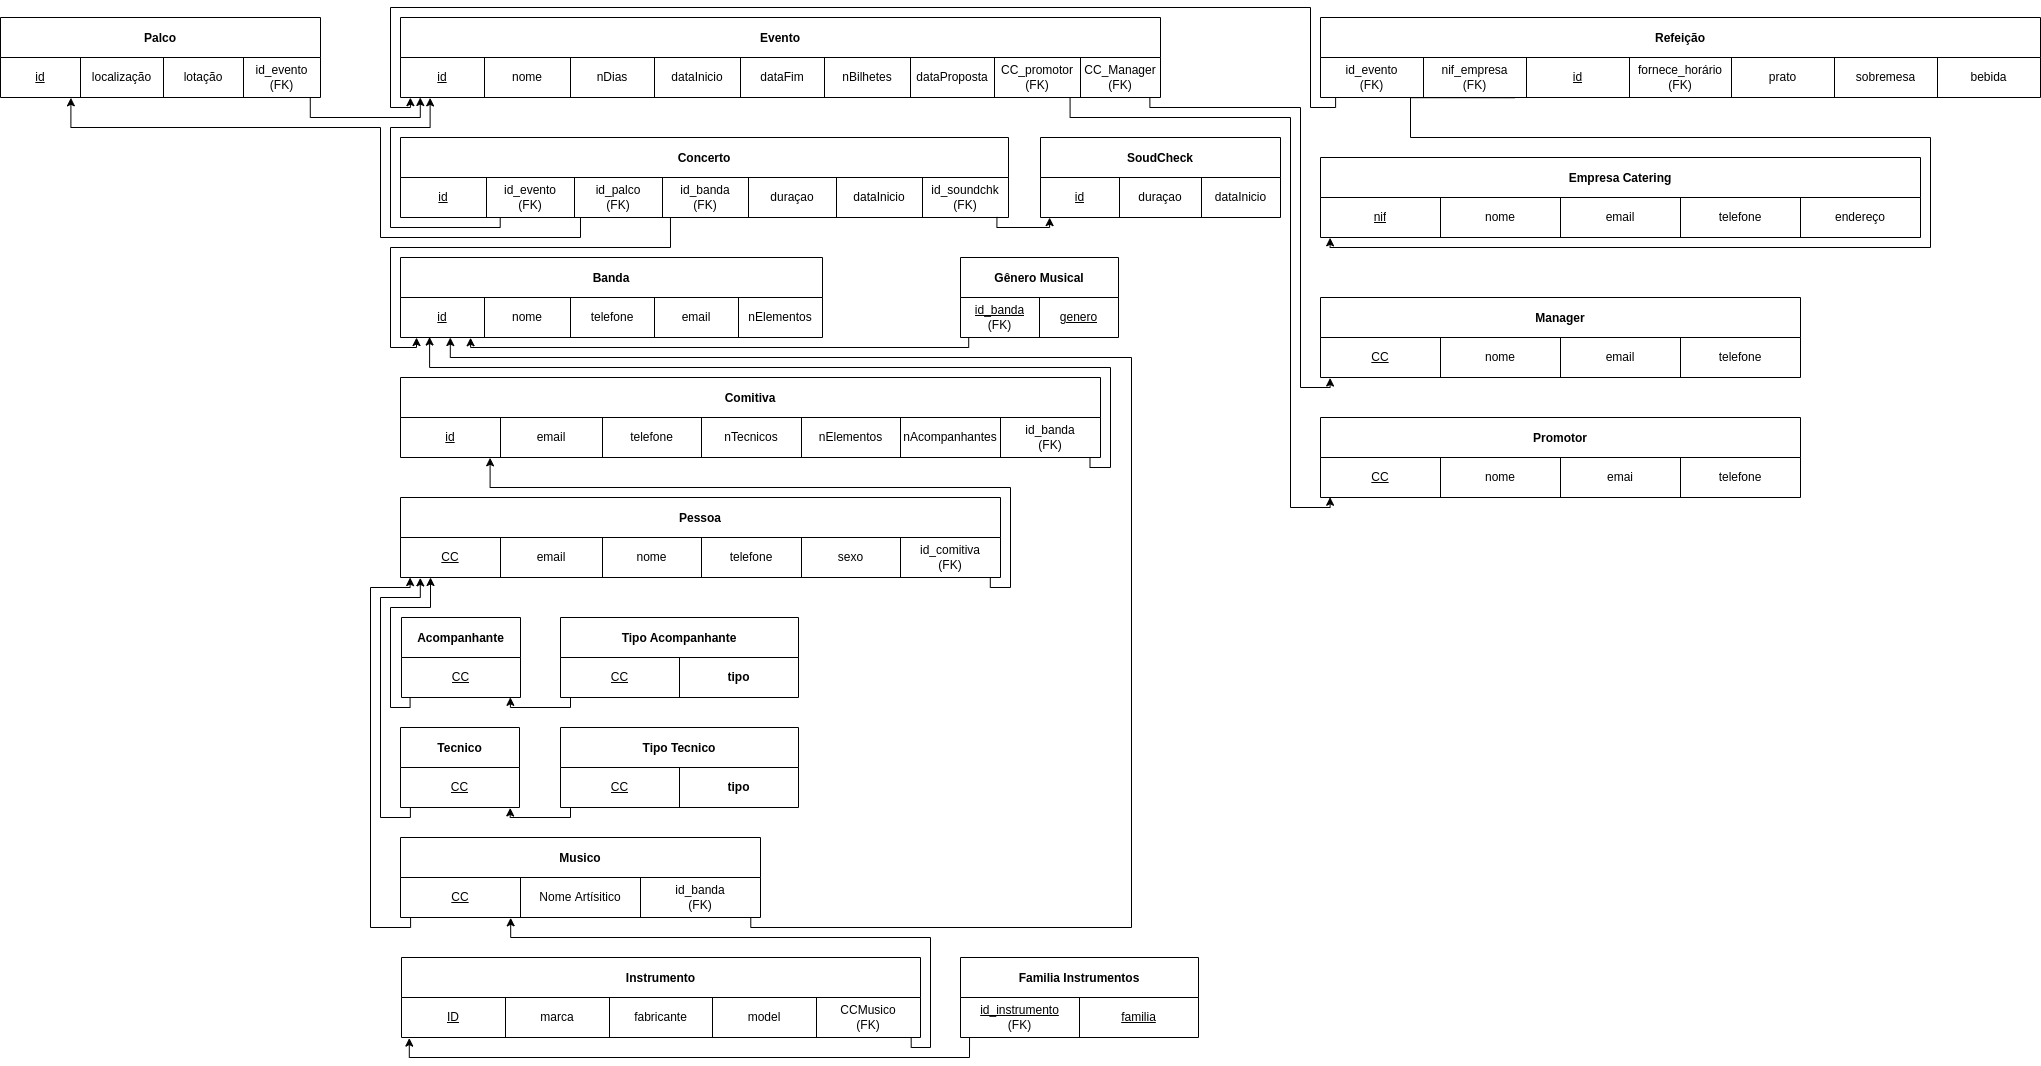 Palco
id
localização
lotação
id_evento
(FK)
Evento
id
nome
nDias
dataInicio
dataFim
nBilhetes
dataProposta
CC_promotor
(FK)
CC_Manager
(FK)
Refeição
id_evento
(FK)
nif_empresa
(FK)
id
fornece_horário
(FK)
prato
sobremesa
bebida
Concerto
id
id_evento
(FK)
id_palco
(FK)
id_banda
(FK)
duraçao
dataInicio
id_soundchk
(FK)
SoudCheck
id
duraçao
dataInicio
Empresa Catering
nif
nome
email
telefone
endereço
Banda
id
nome
telefone
email
nElementos
Gênero Musical
id_banda
(FK)
genero
Manager
CC
nome
email
telefone
Comitiva
id
email
telefone
nTecnicos
nElementos
nAcompanhantes
id_banda
(FK)
Promotor
CC
nome
emai
telefone
Pessoa
CC
email
nome
telefone
sexo
id_comitiva
(FK)
Acompanhante
CC
Tipo Acompanhante
CC
tipo
Tecnico
CC
Tipo Tecnico
CC
tipo
Musico
CC
Nome Artísitico
id_banda
(FK)
Instrumento
ID
marca
fabricante
model
CCMusico
(FK)
Familia Instrumentos
id_instrumento
(FK)
familia